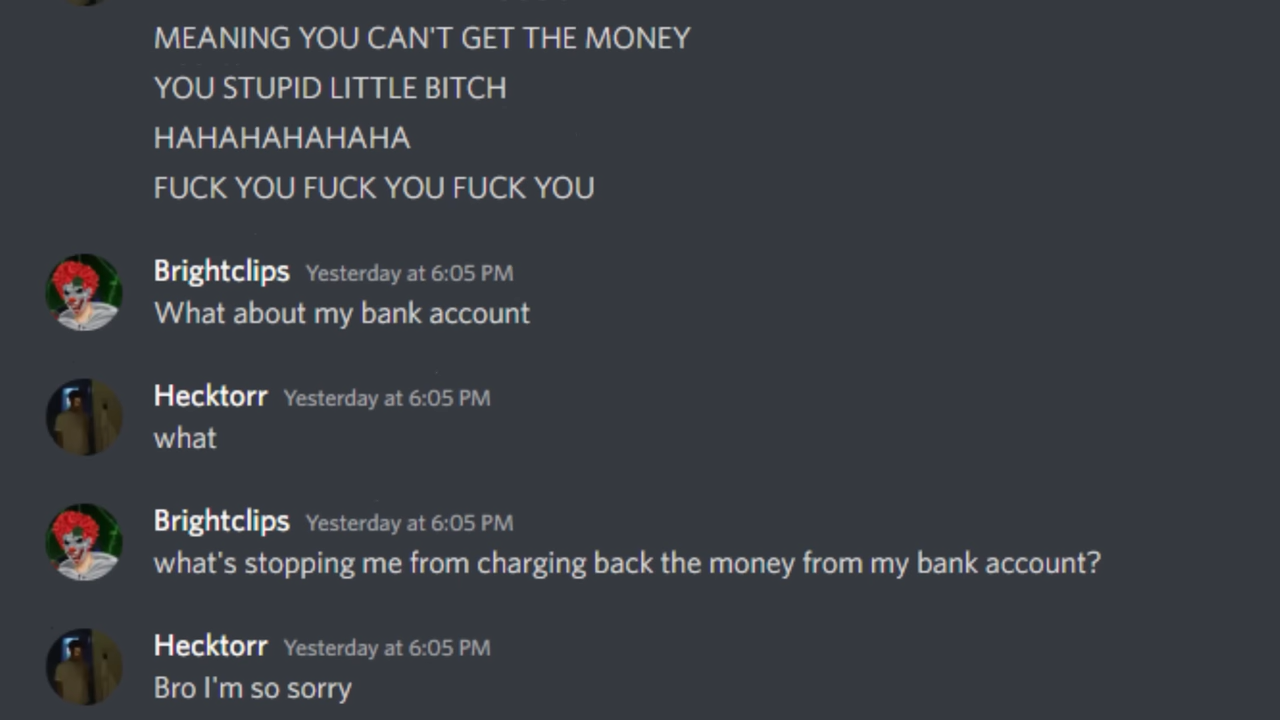 MEANING YOU CAN'T GET THE MONEY
YOU STUPID LITTLE BITCH
HAHAHAHAHAHA
FUCK YOU FUCK YOU FUCK YOU
Brightclips Yesterday at 6:05 PM
What about my bank account
Hecktorr Yesterday at 6:05 PM
what
Brightclips Yesterday at 6:05 PM
what's stopping me from charging back the money from my bank account?
Hecktorr Yesterday at 6:05 PM
Bro I'm so sorry